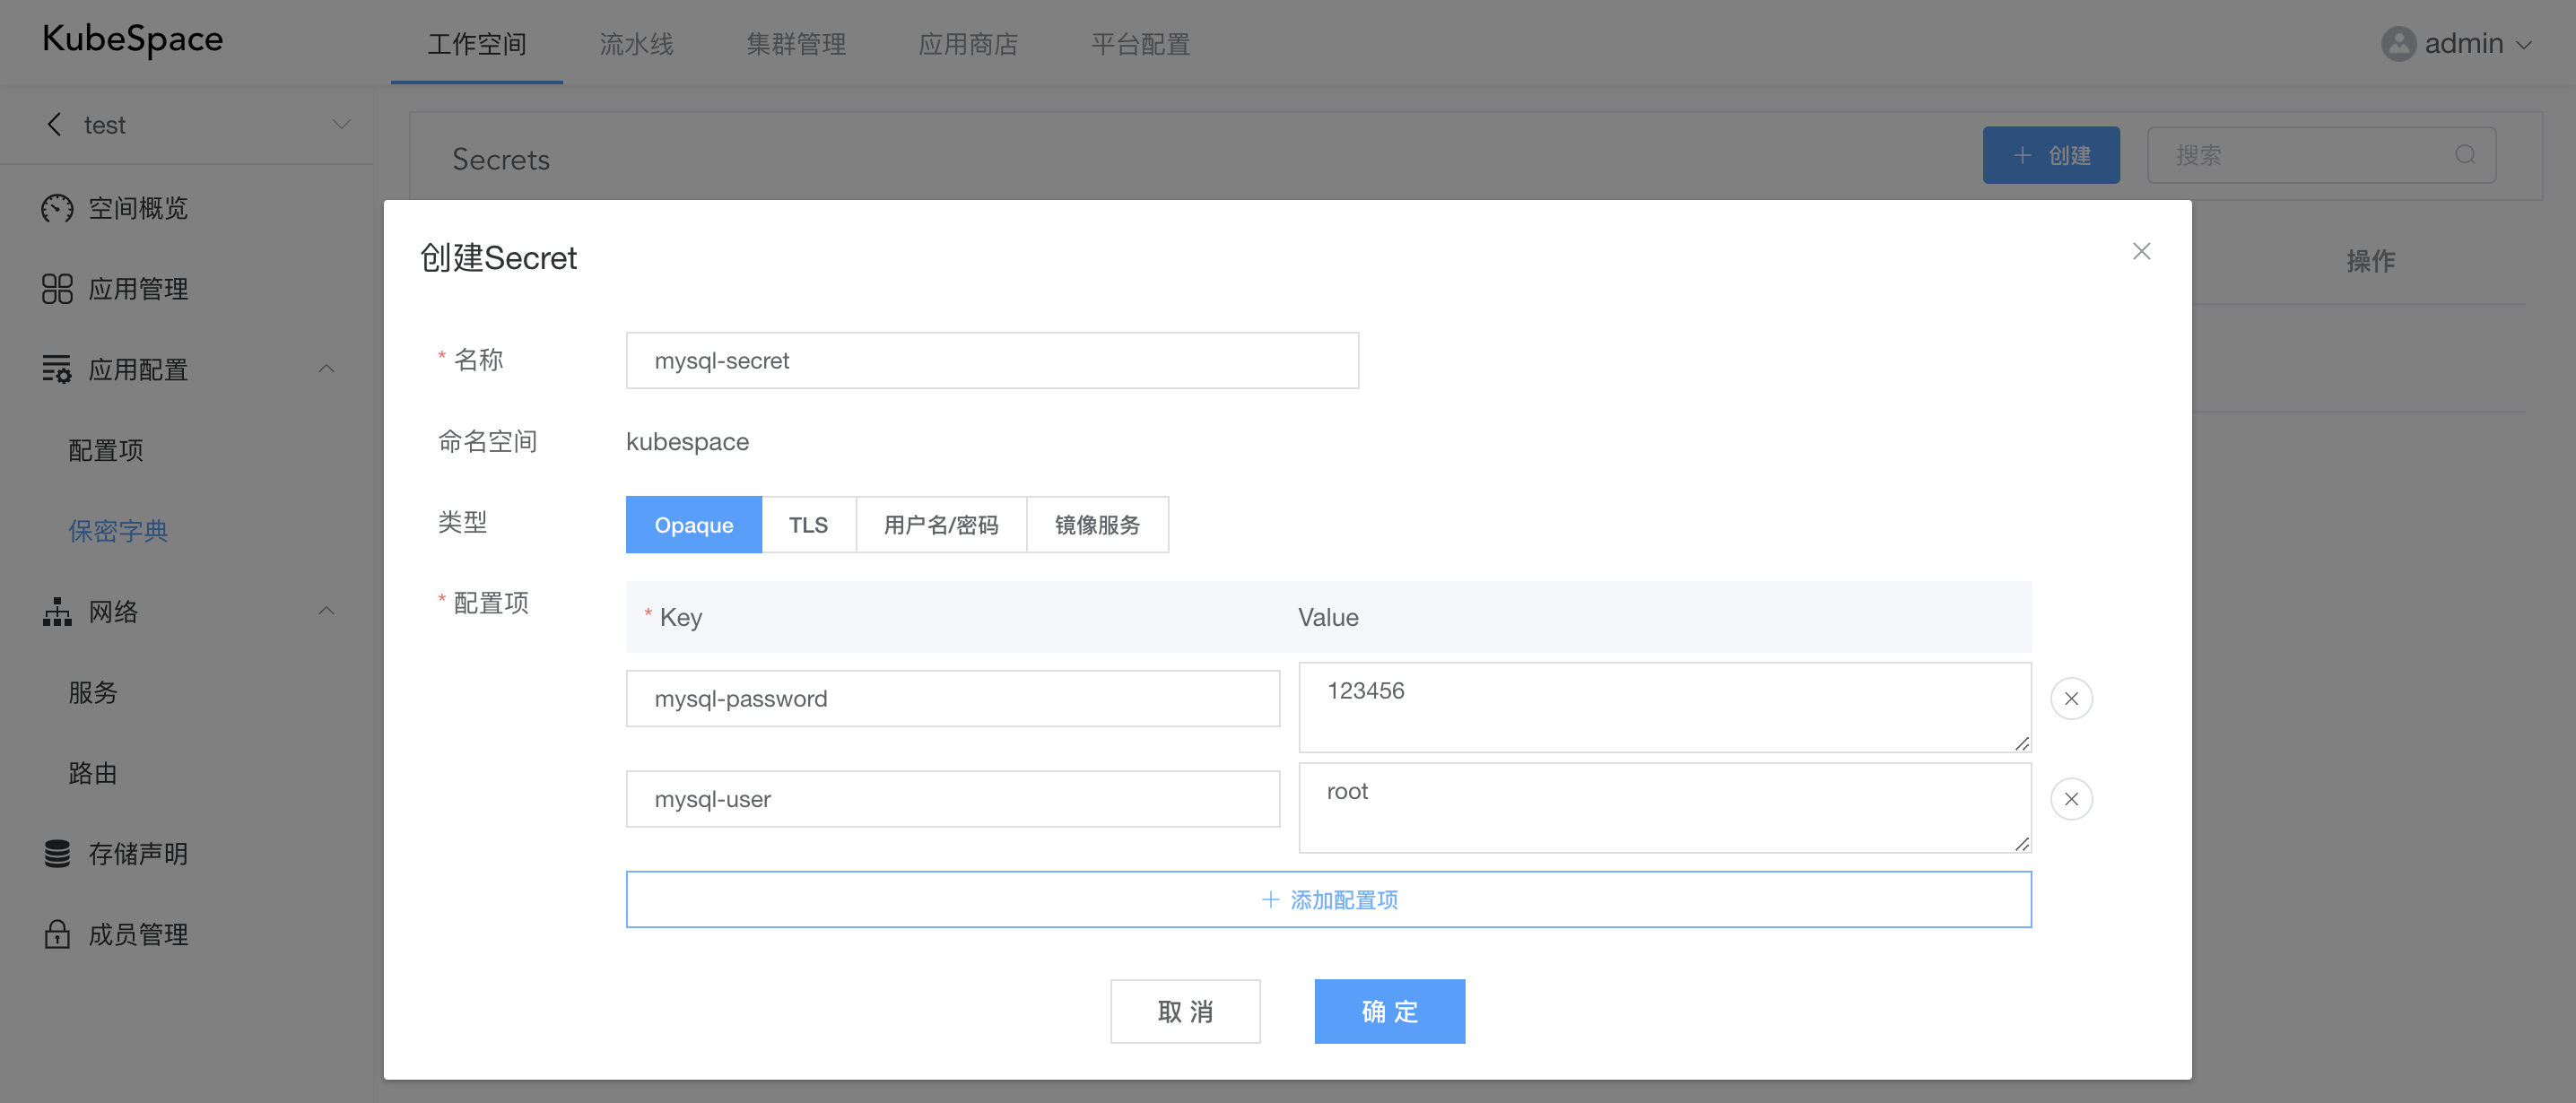 KubeSpace
工作空间 流水线 集群管理 应用商店 平台配置
admin
test
空间概览
应用管理
应用配置
配置项
保密字典
网络
服务
路由
存储声明
成员管理
Secrets
+ 创建
搜索
操作
创建Secret
* 名称 mysql-secret
命名空间 kubespace
类型 Opaque TLS 用户名/密码 镜像服务
* 配置项
* Key Value
mysql-password 123456
mysql-user root
+ 添加配置项
取 消 确 定